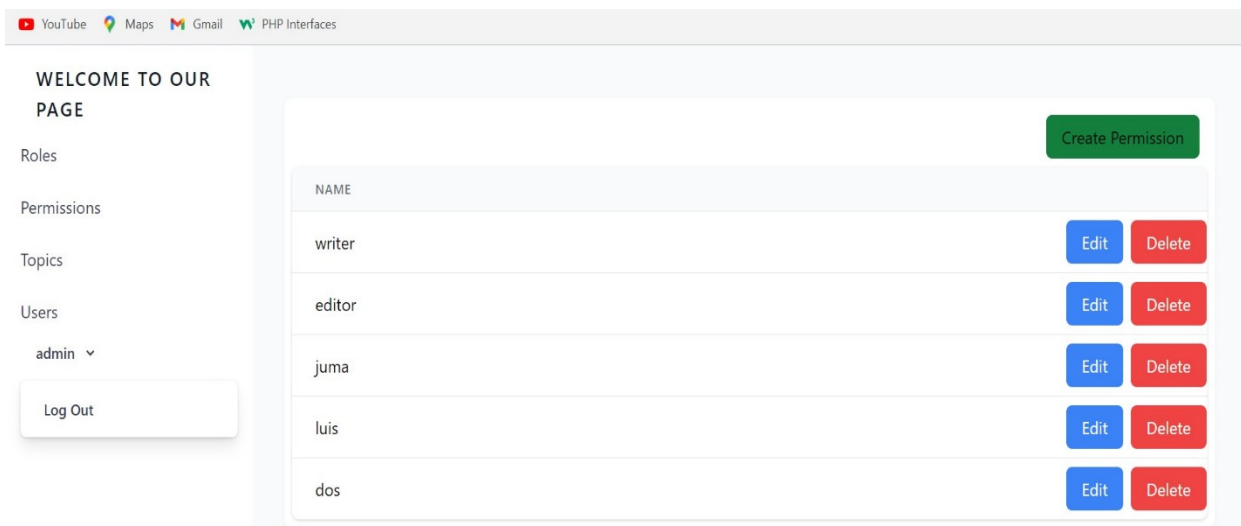 YouTube Maps Gmail PHP Interfaces
WELCOME TO OUR
PAGE
Roles
Permissions
Topics
Users
admin
Log Out
Create Permission
NAME
writer Edit Delete
editor Edit Delete
juma Edit Delete
luis Edit Delete
dos Edit Delete